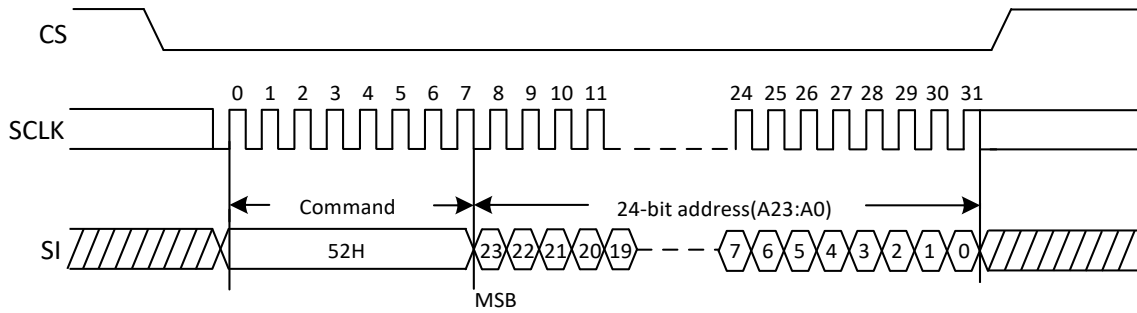 CS
0 1 2 3 4 5 6 7 8 9 10 11 24 25 26 27 28 29 30 31
SCLK
Command 24-bit address(A23:A0)
SI 52H 23 22 21 20 19 7 6 5 4 3 2 1 0
MSB